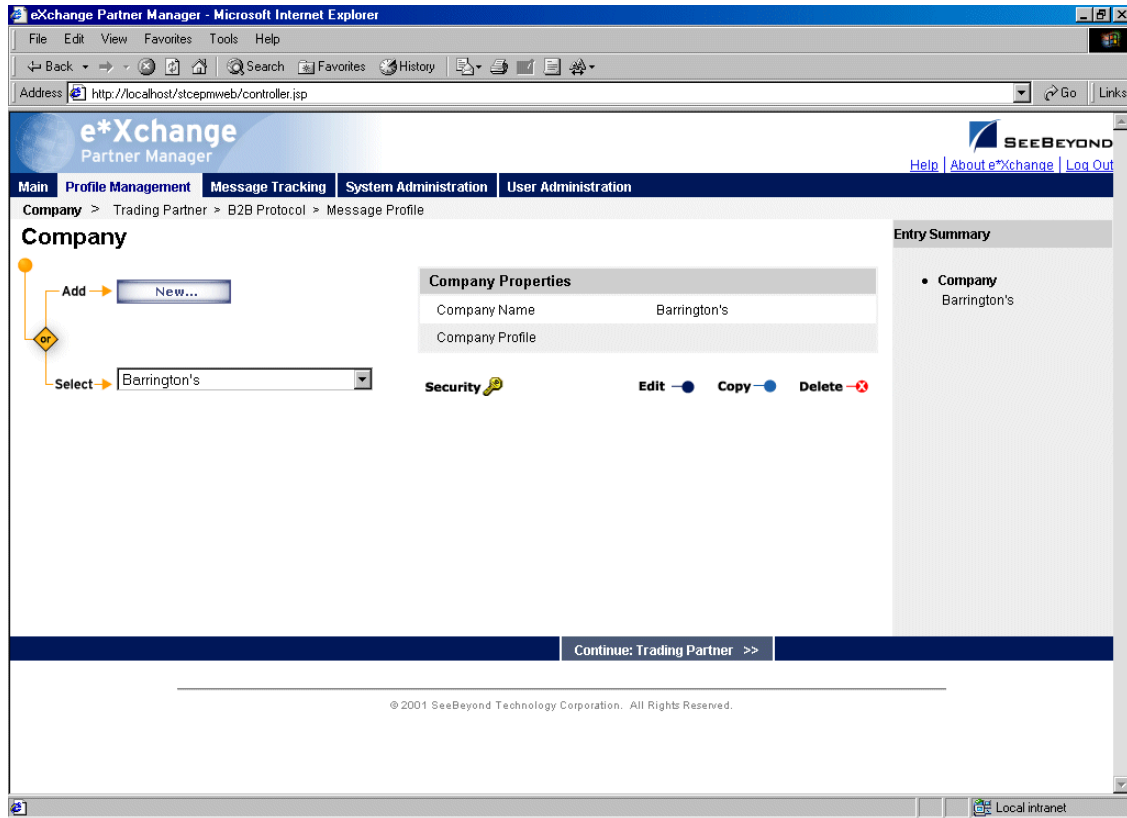 eXchange Partner Manager - Microsoft Internet Explorer
File Edit View Favorites Tools Help
Back Search Favorites History
Address http://localhost/stcepmweb/controller.jsp Go Links
e*Xchange
Partner Manager
SEEBEYOND
Help | About e*Xchange | Log Out
Main Profile Management Message Tracking System Administration User Administration
Company > Trading Partner > B2B Protocol > Message Profile
Company
Entry Summary
Add New...
or
Select Barrington's
Company Properties
Company Name Barrington's
Company Profile
Security Edit Copy Delete
• Company
Barrington's
Continue: Trading Partner >>
© 2001 SeeBeyond Technology Corporation. All Rights Reserved.
Local intranet